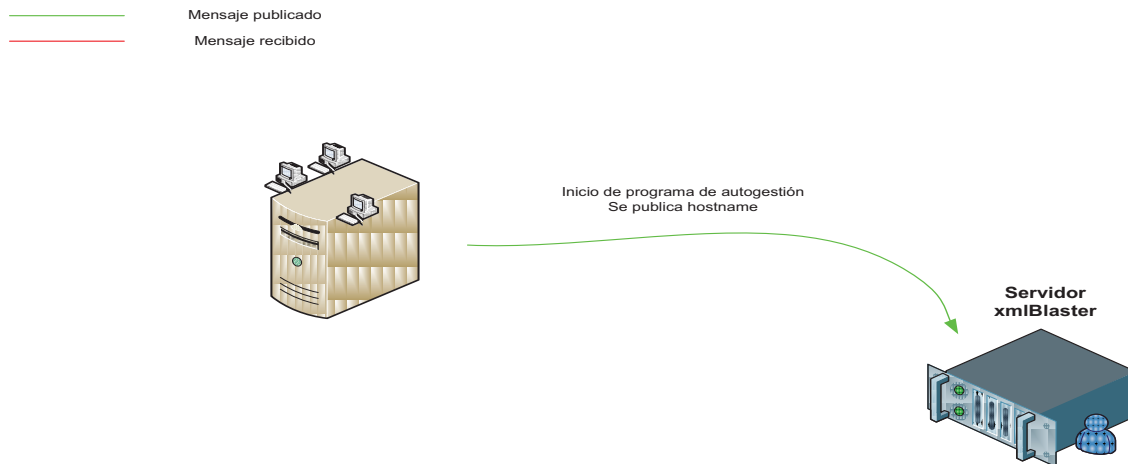 Mensaje publicado
Mensaje recibido
Inicio de programa de autogestión
Se publica hostname
Servidor
xmlBlaster